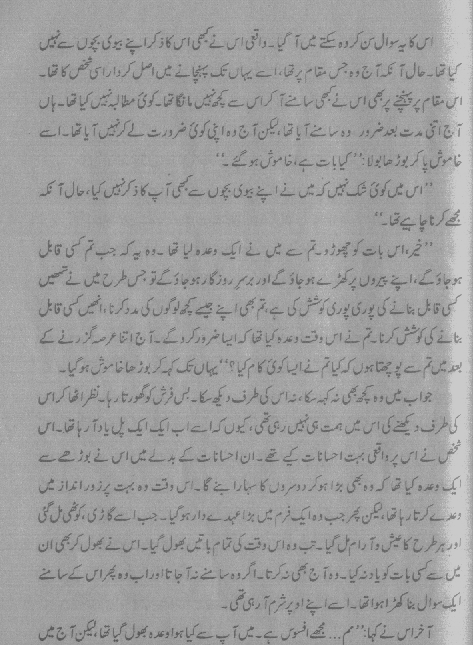 اس کا یہ سوال سن کر وہ سکتے میں آ گیا۔ واقعی اس نے کبھی اس کا ذکر اپنے بیوی بچوں سے نہیں
کیا تھا۔ حال آنکہ آج وہ جس مقام پر تھا، اسے یہاں تک پہنچانے میں اصل کردار اسی شخص کا تھا۔
اس مقام پر پہنچنے پر بھی اس نے کبھی سامنے آ کر اس سے کچھ نہیں مانگا تھا۔ کوئی مطالبہ نہیں کیا تھا۔ ہاں
آج اتنی مدت بعد ضرور وہ سامنے آیا تھا، لیکن آج وہ اپنی کوئی ضرورت لے کر نہیں آیا تھا۔ اسے
خاموش پا کر بوڑھا بولا: ”کیا بات ہے، خاموش ہو گئے۔“
”اس میں کوئی شک نہیں کہ میں نے اپنے بیوی بچوں سے کبھی آپ کا ذکر نہیں کیا، حال آنکہ
مجھے کرنا چاہیے تھا۔“
”خیر، اس بات کو چھوڑو۔ تم سے میں نے ایک وعدہ لیا تھا۔ وہ یہ کہ جب تم کسی قابل
ہو جاؤ گے، اپنے پیروں پر کھڑے ہو جاؤ گے اور برسر روزگار ہو جاؤ گے تو جس طرح میں نے تمھیں
کسی قابل بنانے کی پوری پوری کوشش کی ہے، تم بھی اپنے جیسے کچھ لوگوں کی مدد کرنا، انھیں کسی قابل
بنانے کی کوشش کرنا۔ تم نے اس وقت وعدہ کیا تھا کہ ایسا ضرور کرو گے۔ آج اتنا عرصہ گزرنے کے
بعد میں تم سے پوچھتا ہوں کہ کیا تم نے ایسا کوئی کام کیا؟“ یہاں تک کہہ کر بوڑھا خاموش ہو گیا۔
جواب میں وہ کچھ بھی نہ کہہ سکا، نہ اس کی طرف دیکھ سکا۔ بس فرش کو گھورتا رہا۔ نظر اٹھا کر اس
کی طرف دیکھنے کی اس میں ہمت ہی نہیں رہی تھی، کیوں کہ اسے اب ایک ایک پل یاد آ رہا تھا۔ اس
شخص نے اس پر واقعی بہت احسانات کیے تھے۔ ان احسانات کے بدلے میں اس نے بوڑھے سے
ایک وعدہ کیا تھا کہ وہ بھی بڑا ہو کر دوسروں کا سہارا بنے گا۔ اس وقت وہ بہت پرزور انداز میں
وعدے کرتا رہا تھا، لیکن پھر جب وہ ایک فرم میں بڑا عہدے دار ہو گیا۔ جب اسے گاڑی، کوٹھی مل گئی
اور ہر طرح کا عیش و آرام مل گیا۔ تب وہ اس وقت کی تمام باتیں بھول گیا۔ اس نے بھول کر بھی ان
میں سے کسی بات کو یاد نہ کیا۔ وہ آج بھی نہ کرتا۔ اگر وہ سامنے نہ آ جاتا اور اب وہ پھر اس کے سامنے
ایک سوال بنا کھڑا ہوا تھا۔ اسے اپنے اوپر شرم آ رہی تھی۔
آخر اس نے کہا: ”مم... مجھے افسوس ہے۔ میں آپ سے کیا ہوا وعدہ بھول گیا تھا، لیکن آج میں